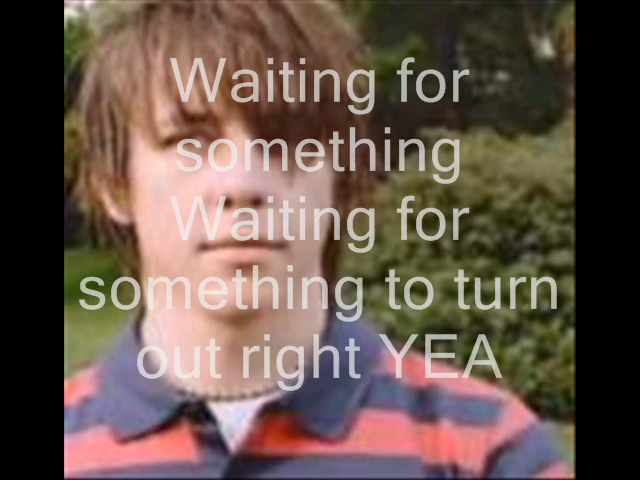 Waiting for
something
Waiting for
something to turn
out right YEA